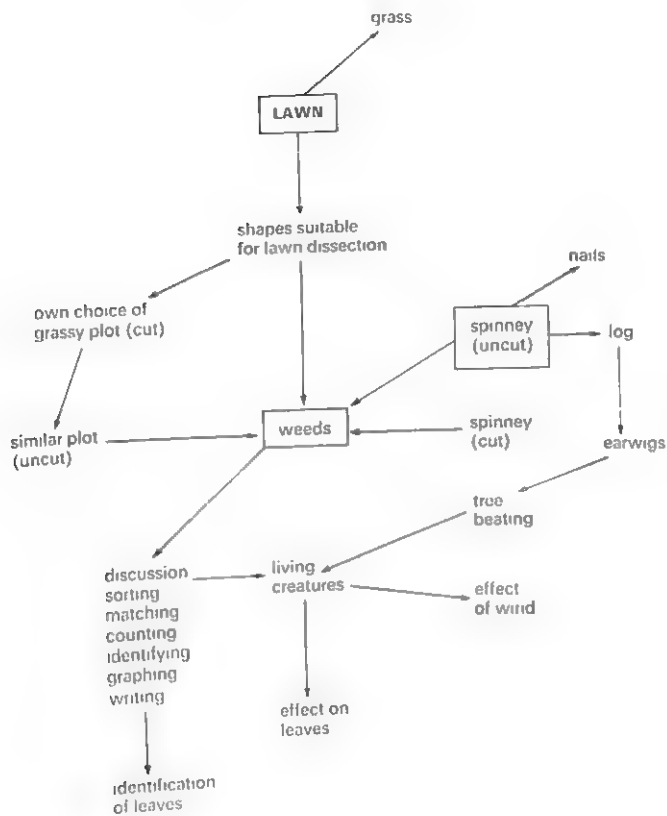 grass
LAWN
shapes suitable
for lawn dissection
nails
own choice of
grassy plot (cut)
spinney
(uncut)
log
similar plot
(uncut)
weeds
spinney
(cut)
earwigs
tree
beating
discussion
sorting
matching
counting
identifying
graphing
writing
living
creatures
effect
of wind
effect on
leaves
identification
of leaves